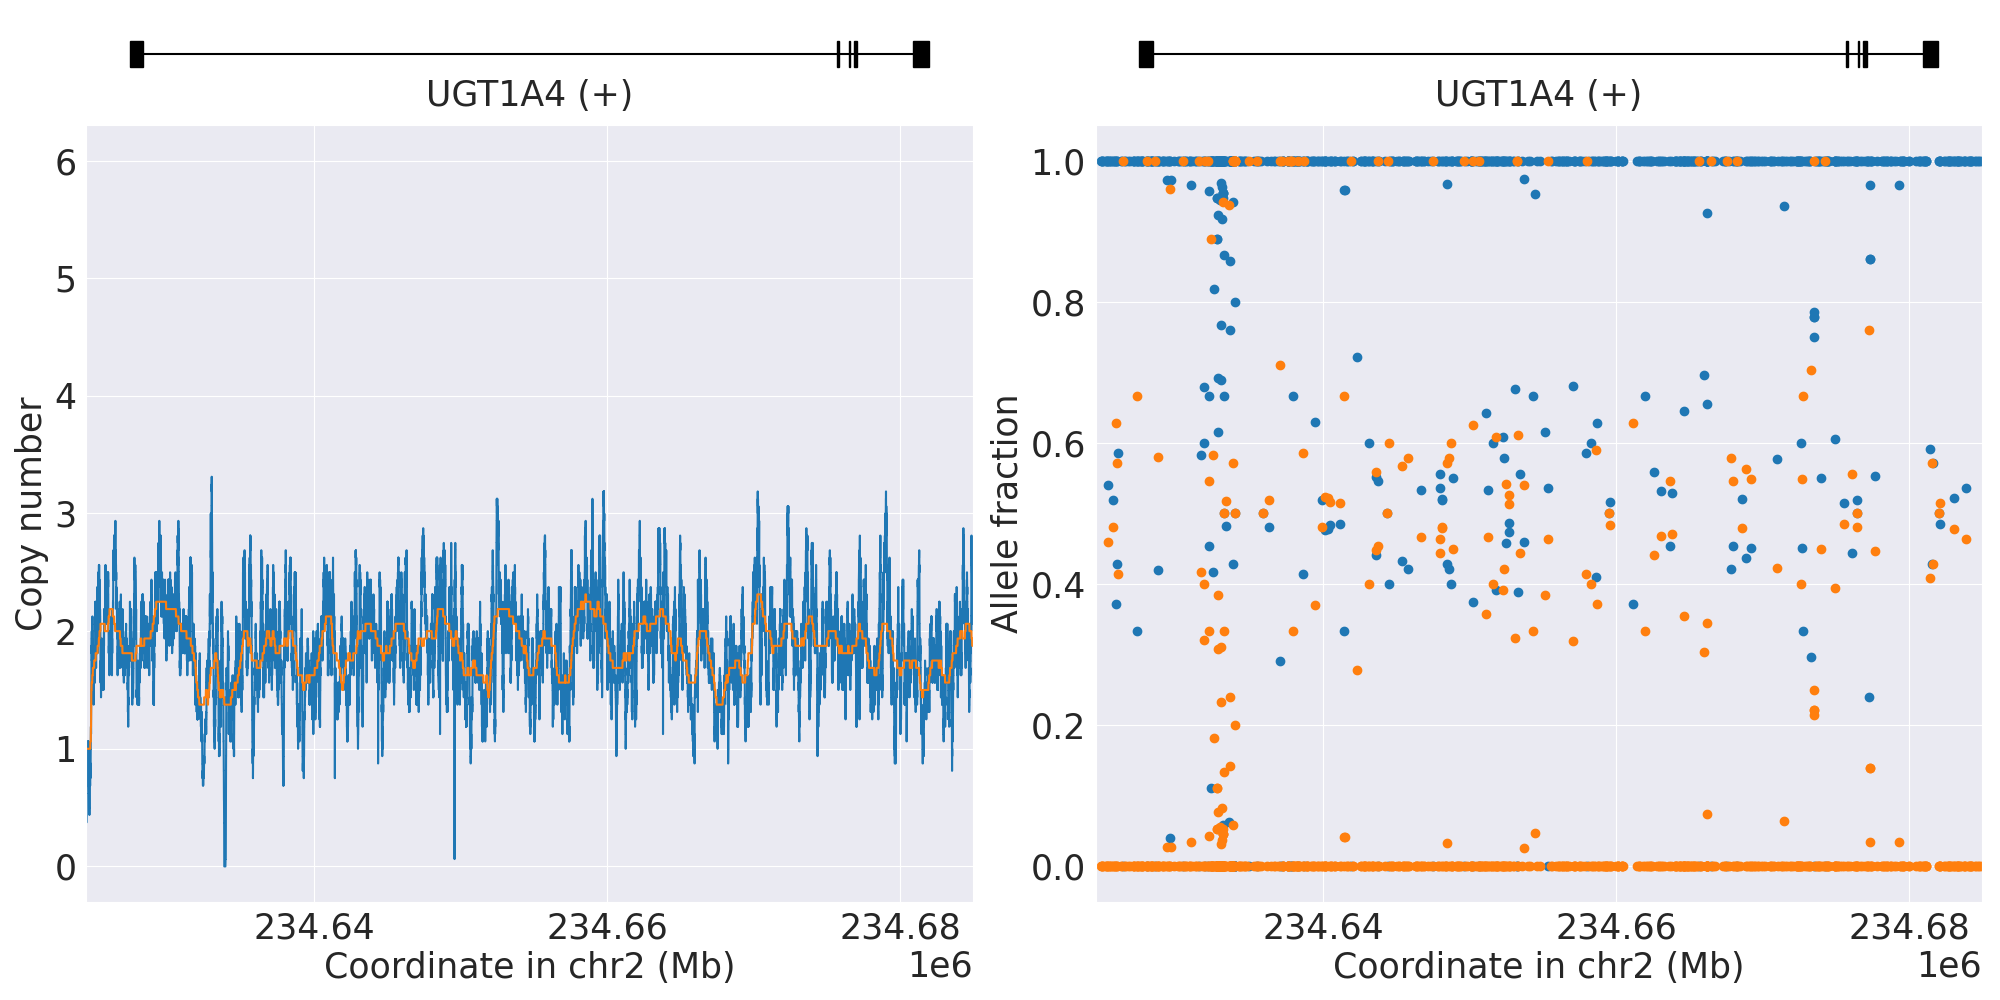 UGT1A4 (+)
6
5
4
3
2
1
0
Copy number
234.64 234.66 234.68
Coordinate in chr2 (Mb)
1e6
UGT1A4 (+)
1.0
0.8
0.6
0.4
0.2
0.0
Allele fraction
234.64 234.66 234.68
Coordinate in chr2 (Mb)
1e6